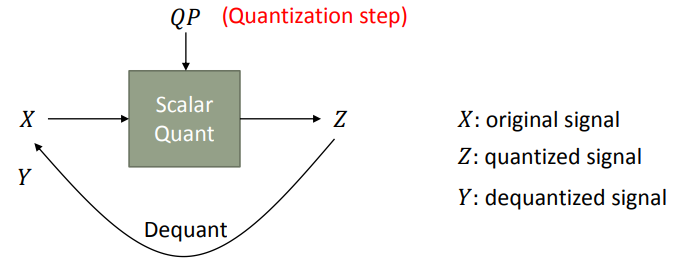 QP (Quantization step)
Scalar
Quant
X
Z
Y
Dequant
X: original signal
Z: quantized signal
Y: dequantized signal